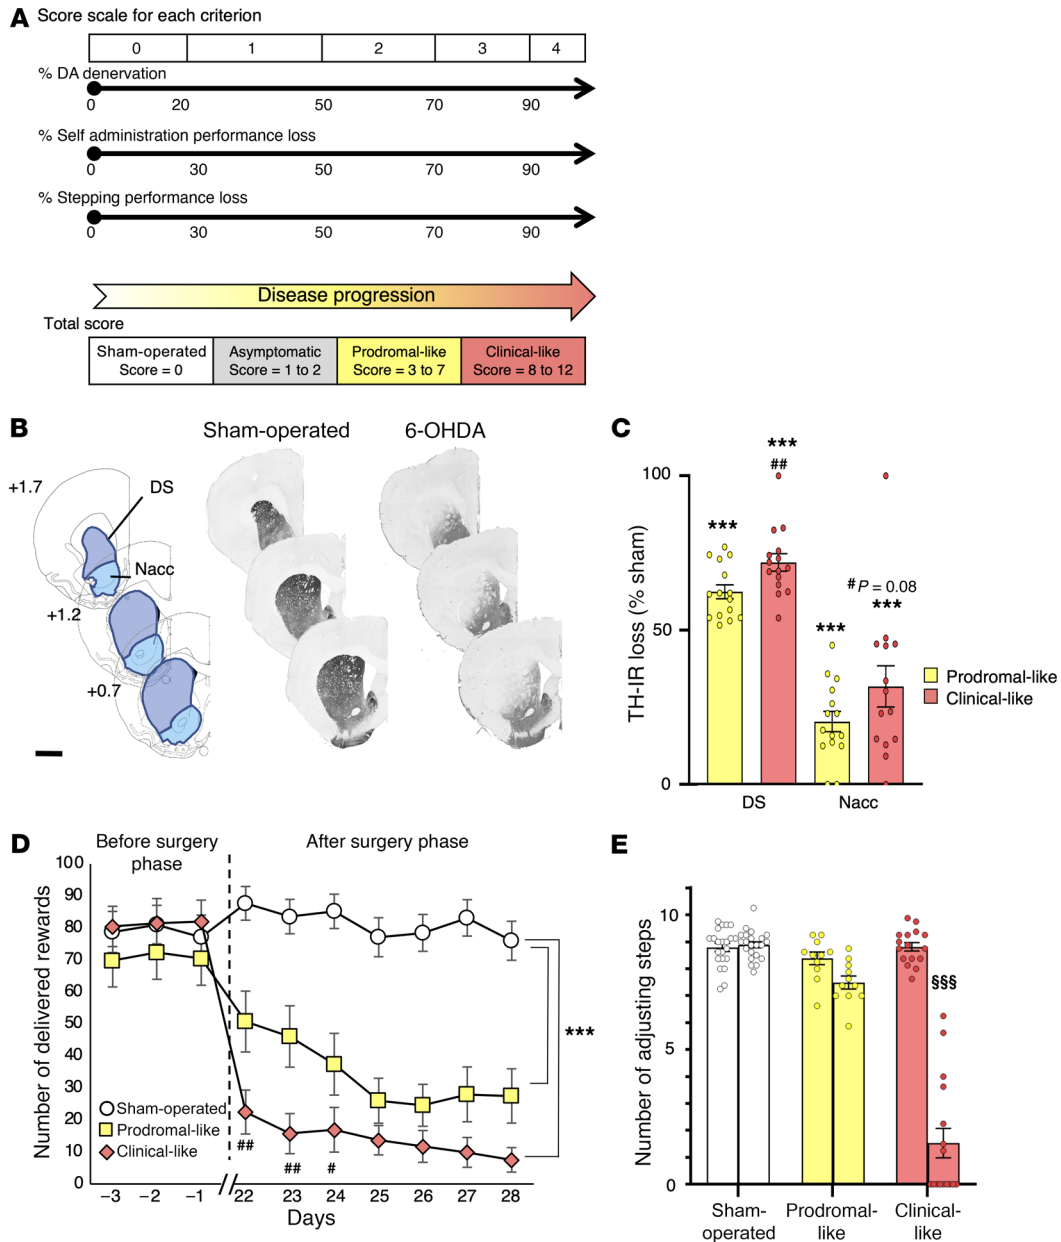 A Score scale for each criterion
0 1 2 3 4
% DA denervation
0 20 50 70 90
% Self administration performance loss
0 30 50 70 90
% Stepping performance loss
0 30 50 70 90
Disease progression
Total score
Sham-operated Asymptomatic Prodromal-like Clinical-like
Score = 0 Score = 1 to 2 Score = 3 to 7 Score = 8 to 12
B
Sham-operated 6-OHDA
+1.7
DS
Nacc
+1.2
+0.7
C
TH-IR loss (% sham)
100
50
0
***
***
##
***
# P = 0.08
***
DS Nacc
Prodromal-like
Clinical-like
D
Before surgery
phase
After surgery phase
Number of delivered rewards
100
90
80
70
60
50
40
30
20
10
0
***
Sham-operated
Prodromal-like
Clinical-like
## ## #
−3 −2 −1 22 23 24 25 26 27 28
Days
E
Number of adjusting steps
10
5
0
§§§
Sham-
operated
Prodromal-
like
Clinical-
like